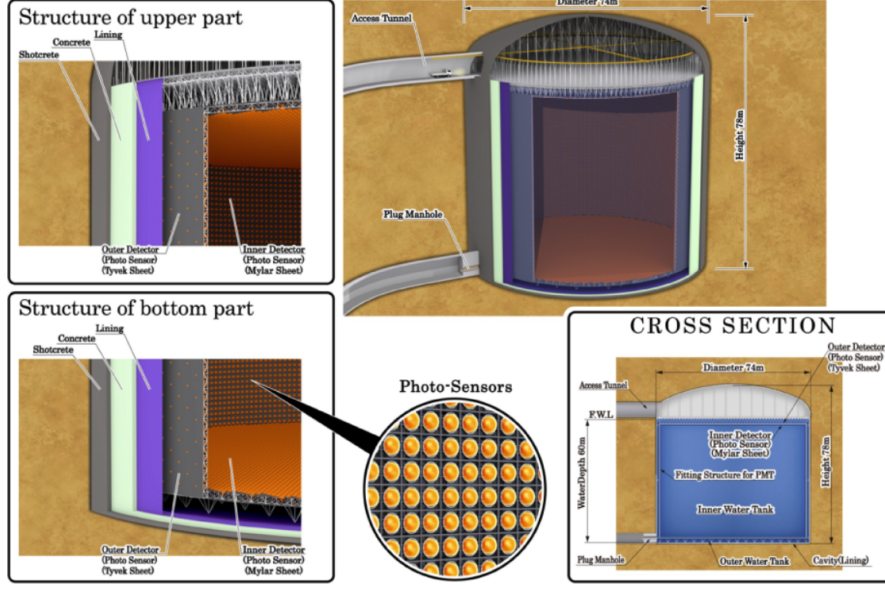 Structure of upper part
Lining
Concrete
Shotcrete
Outer Detector
(Photo Sensor)
(Tyvek Sheet)
Inner Detector
(Photo Sensor)
(Mylar Sheet)
Diameter 74m
Access Tunnel
Height 78m
Plug Manhole
Structure of bottom part
Lining
Concrete
Shotcrete
Outer Detector
(Photo Sensor)
(Tyvek Sheet)
Inner Detector
(Photo Sensor)
(Mylar Sheet)
Photo-Sensors
CROSS SECTION
Outer Detector
(Photo Sensor)
(Tyvek Sheet)
Diameter 74m
Access Tunnel
F.W.L
Inner Detector
(Photo Sensor)
(Mylar Sheet)
WaterDepth 60m
Height 78m
Fitting Structure for PMT
Inner Water Tank
Plug Manhole
Outer Water Tank
Cavity(Lining)